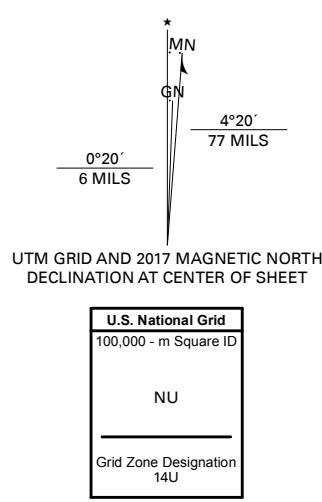 MN
GN
4°20´
77 MILS
0°20´
6 MILS
UTM GRID AND 2017 MAGNETIC NORTH
DECLINATION AT CENTER OF SHEET
U.S. National Grid
100,000 - m Square ID
NU
Grid Zone Designation
14U